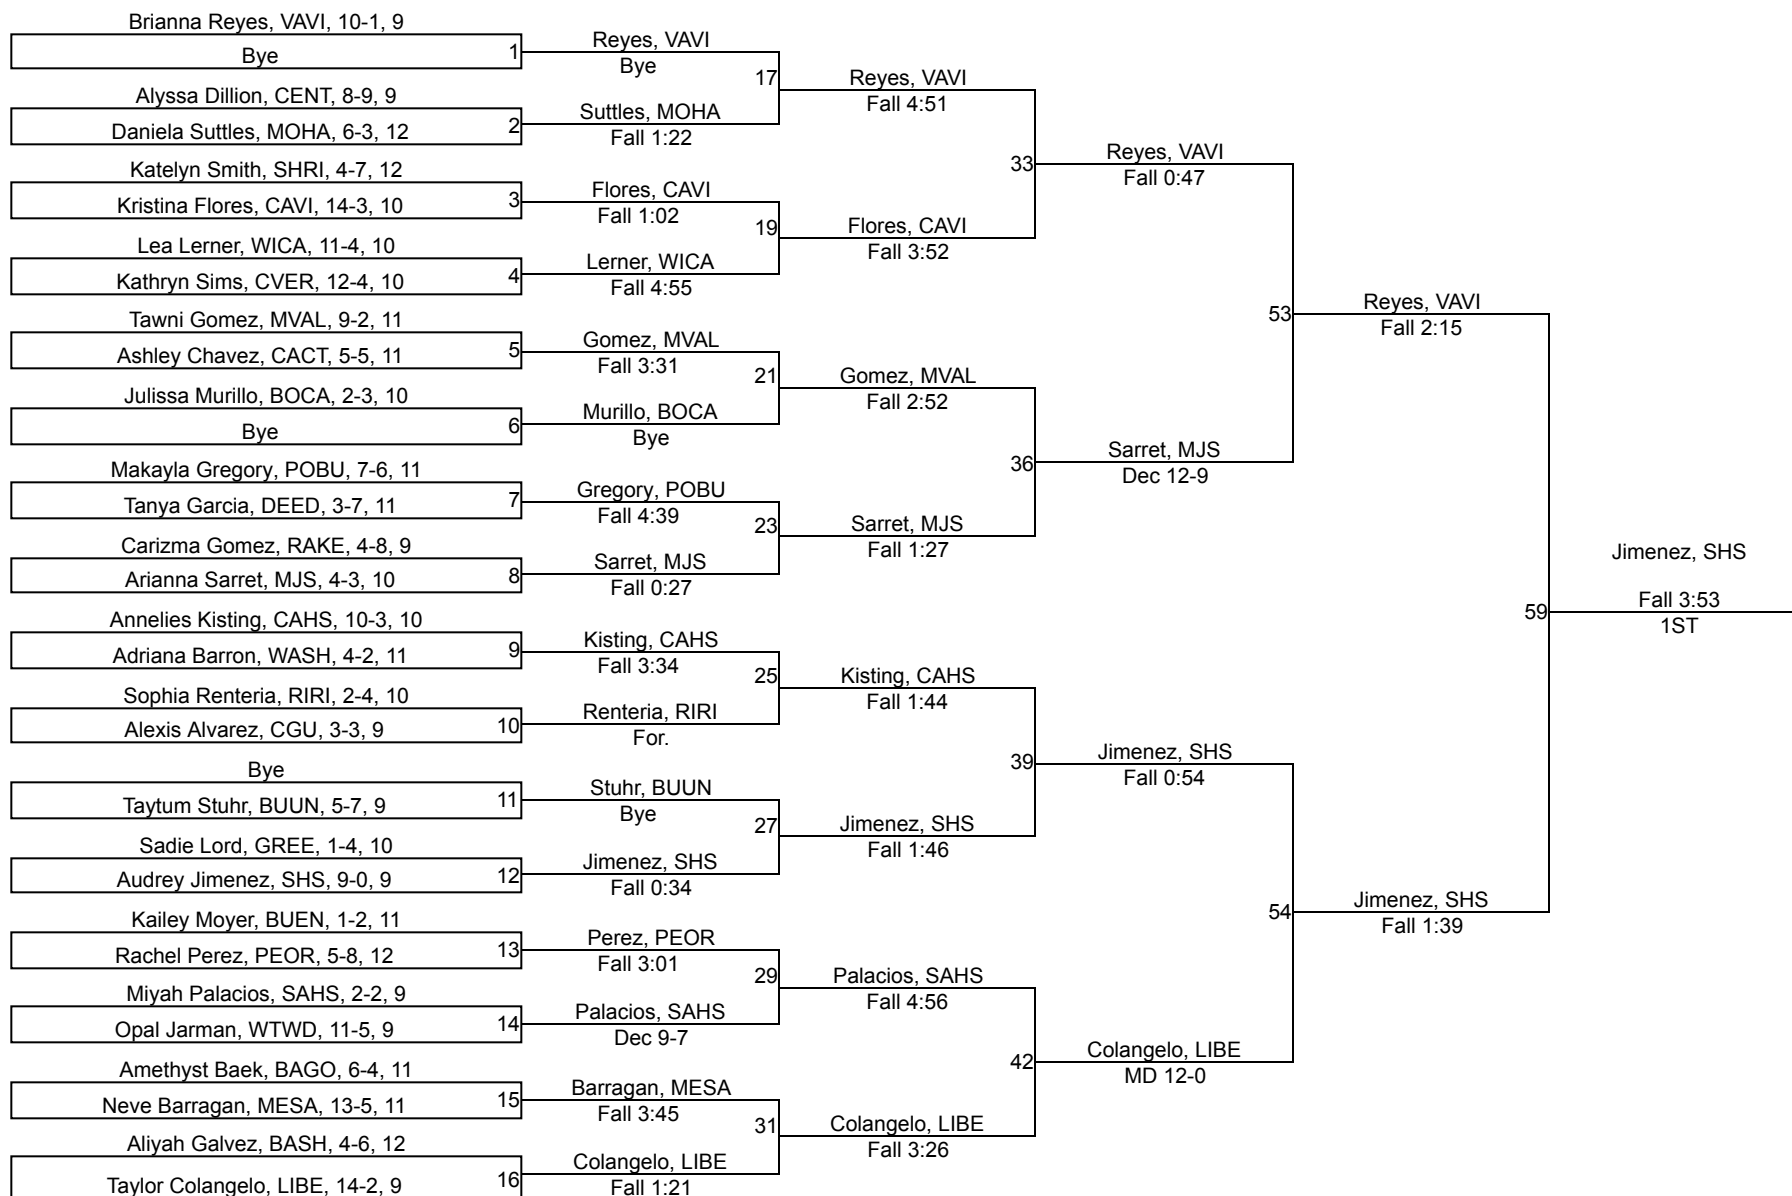 Brianna Reyes, VAVI, 10-1, 9
Bye
1
Alyssa Dillion, CENT, 8-9, 9
Daniela Suttles, MOHA, 6-3, 12
2
Katelyn Smith, SHRI, 4-7, 12
Kristina Flores, CAVI, 14-3, 10
3
Lea Lerner, WICA, 11-4, 10
Kathryn Sims, CVER, 12-4, 10
4
Tawni Gomez, MVAL, 9-2, 11
Ashley Chavez, CACT, 5-5, 11
5
Julissa Murillo, BOCA, 2-3, 10
Bye
6
Makayla Gregory, POBU, 7-6, 11
Tanya Garcia, DEED, 3-7, 11
7
Carizma Gomez, RAKE, 4-8, 9
Arianna Sarret, MJS, 4-3, 10
8
Annelies Kisting, CAHS, 10-3, 10
Adriana Barron, WASH, 4-2, 11
9
Sophia Renteria, RIRI, 2-4, 10
Alexis Alvarez, CGU, 3-3, 9
10
Bye
Taytum Stuhr, BUUN, 5-7, 9
11
Sadie Lord, GREE, 1-4, 10
Audrey Jimenez, SHS, 9-0, 9
12
Kailey Moyer, BUEN, 1-2, 11
Rachel Perez, PEOR, 5-8, 12
13
Miyah Palacios, SAHS, 2-2, 9
Opal Jarman, WTWD, 11-5, 9
14
Amethyst Baek, BAGO, 6-4, 11
Neve Barragan, MESA, 13-5, 11
15
Aliyah Galvez, BASH, 4-6, 12
Taylor Colangelo, LIBE, 14-2, 9
16
Reyes, VAVI
Bye
17
Suttles, MOHA
Fall 1:22
Flores, CAVI
Fall 1:02
19
Lerner, WICA
Fall 4:55
Gomez, MVAL
Fall 3:31
21
Murillo, BOCA
Bye
Gregory, POBU
Fall 4:39
23
Sarret, MJS
Fall 0:27
Kisting, CAHS
Fall 3:34
25
Renteria, RIRI
For.
Stuhr, BUUN
Bye
27
Jimenez, SHS
Fall 0:34
Perez, PEOR
Fall 3:01
29
Palacios, SAHS
Dec 9-7
Barragan, MESA
Fall 3:45
31
Colangelo, LIBE
Fall 1:21
Reyes, VAVI
Fall 4:51
33
Flores, CAVI
Fall 3:52
Gomez, MVAL
Fall 2:52
36
Sarret, MJS
Fall 1:27
Kisting, CAHS
Fall 1:44
39
Jimenez, SHS
Fall 1:46
Palacios, SAHS
Fall 4:56
42
Colangelo, LIBE
Fall 3:26
Reyes, VAVI
Fall 0:47
53
Sarret, MJS
Dec 12-9
Jimenez, SHS
Fall 0:54
54
Colangelo, LIBE
MD 12-0
Reyes, VAVI
Fall 2:15
59
Jimenez, SHS
Fall 1:39
Jimenez, SHS
Fall 3:53
1ST